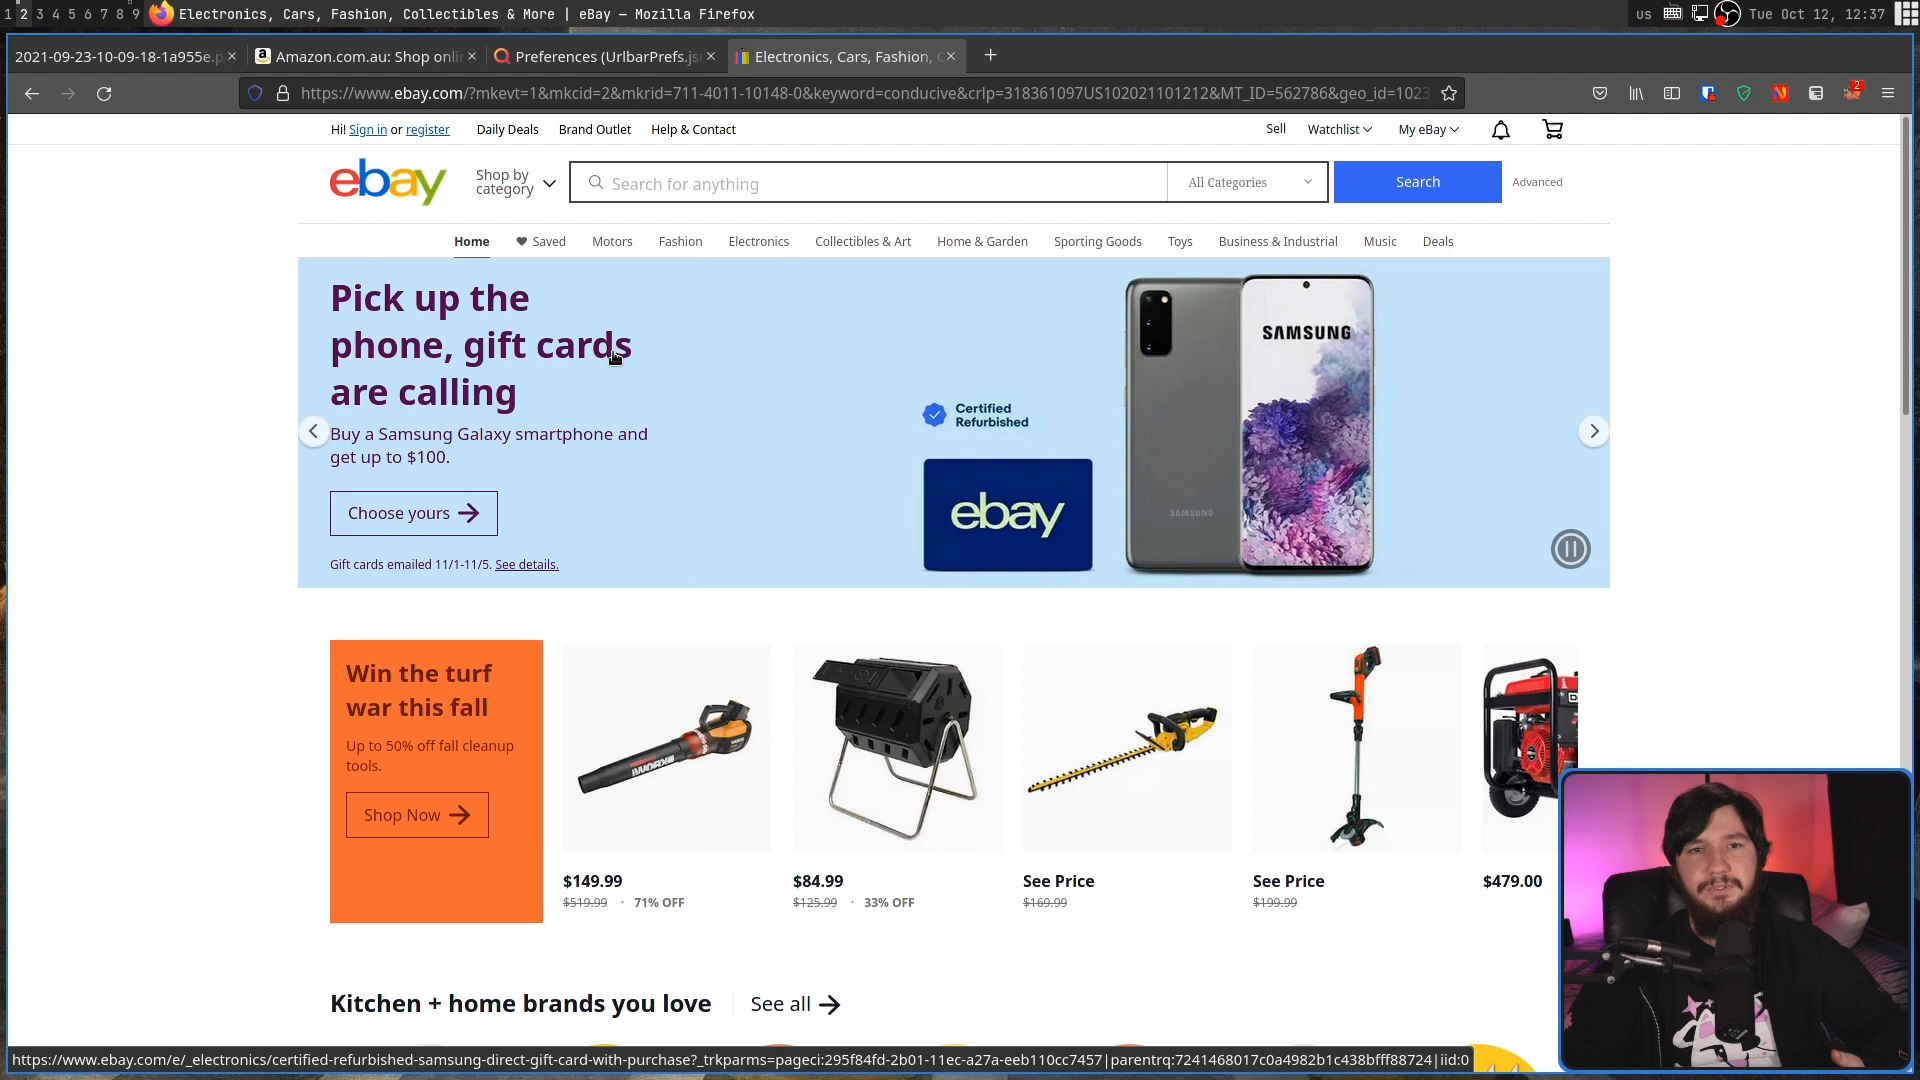 1 2 3 4 5 6 7 8 9 Electronics, Cars, Fashion, Collectibles & More | eBay — Mozilla Firefox
us Tue Oct 12, 12:37
2021-09-23-10-09-18-1a955e.p
Amazon.com.au: Shop onli
Preferences (UrlbarPrefs.js
Electronics, Cars, Fashion, C
https://www.ebay.com/?mkevt=1&mkcid=2&mkrid=711-4011-10148-0&keyword=conducive&crlp=318361097US102021101212&MT_ID=562786&geo_id=1023
2
Hi! Sign in or register Daily Deals Brand Outlet Help & Contact
Sell Watchlist My eBay
ebay
Shop by
category
Search for anything
All Categories
Search
Advanced
Home Saved Motors Fashion Electronics Collectibles & Art Home & Garden Sporting Goods Toys Business & Industrial Music Deals
Pick up the
phone, gift cards
are calling
Buy a Samsung Galaxy smartphone and
get up to $100.
Choose yours
Gift cards emailed 11/1-11/5. See details.
Certified
Refurbished
ebay
SAMSUNG
SAMSUNG
Win the turf
war this fall
Up to 50% off fall cleanup
tools.
Shop Now
WORX
$149.99
$519.99 · 71% OFF
$84.99
$125.99 · 33% OFF
See Price
$169.99
See Price
$199.99
$479.00
Kitchen + home brands you love
See all
https://www.ebay.com/e/_electronics/certified-refurbished-samsung-direct-gift-card-with-purchase?_trkparms=pageci:295f84fd-2b01-11ec-a27a-eeb110cc7457|parentrq:7241468017c0a4982b1c438bfff88724|iid:0